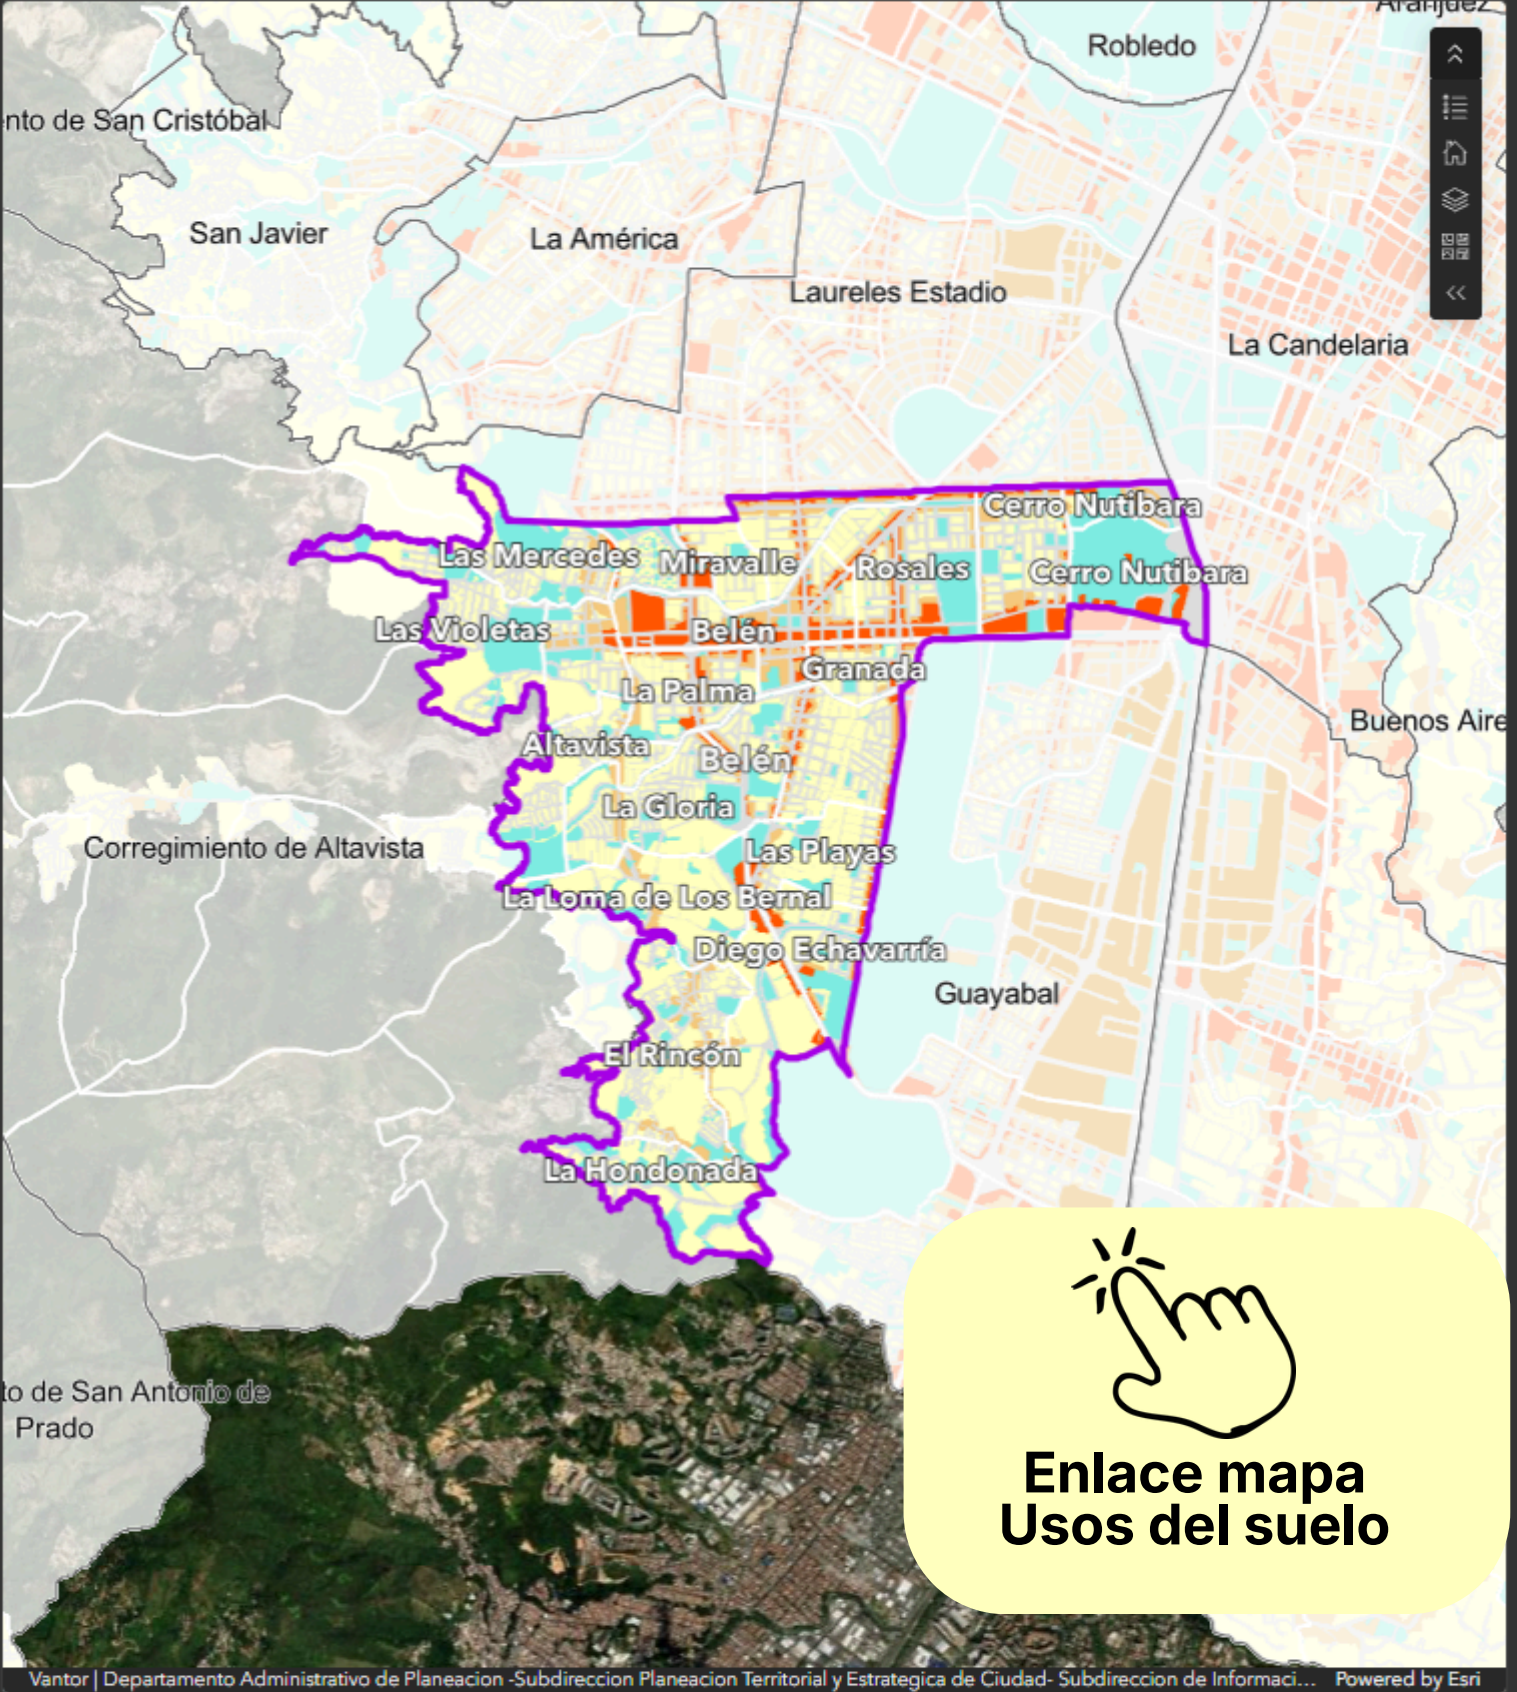 Aranjuez
Robledo
nto de San Cristóbal
San Javier
La América
Laureles Estadio
La Candelaria
Cerro Nutibara
Las Mercedes
Miravalle
Rosales
Cerro Nutibara
Las Violetas
Belén
Granada
La Palma
Buenos Aire
Altavista
Belén
La Gloria
Corregimiento de Altavista
Las Playas
La Loma de Los Bernal
Diego Echavarría
Guayabal
El Rincón
La Hondonada
to de San Antonio de
Prado
Enlace mapa
Usos del suelo
Vantor | Departamento Administrativo de Planeacion -Subdireccion Planeacion Territorial y Estrategica de Ciudad- Subdireccion de Informaci... Powered by Esri